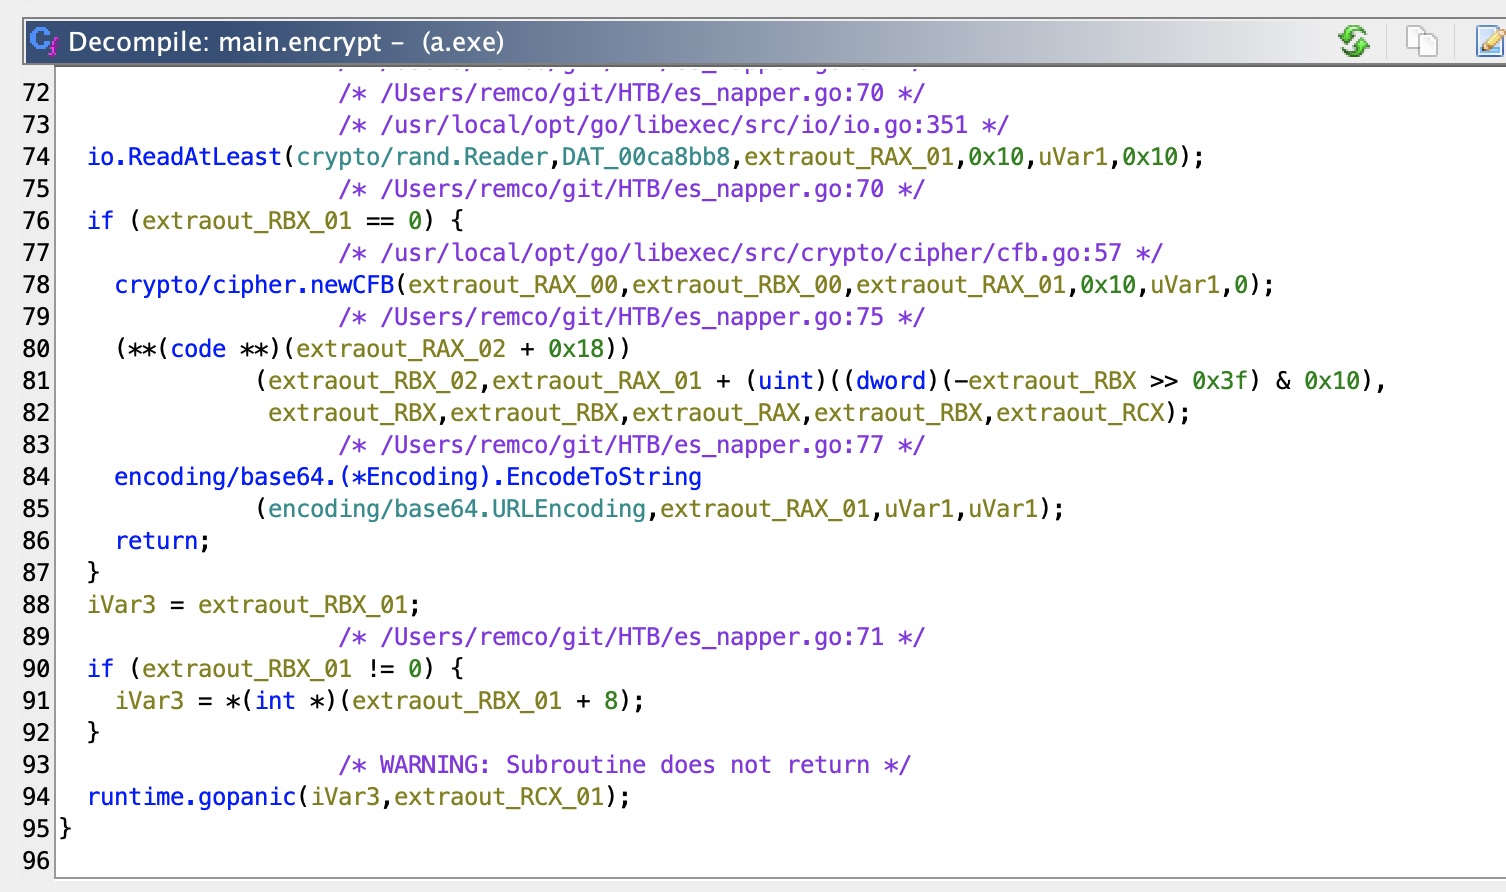 Decompile: main.encrypt – (a.exe)
72 /* /Users/remco/git/HTB/es_napper.go:70 */
73 /* /usr/local/opt/go/libexec/src/io/io.go:351 */
74 io.ReadAtLeast(crypto/rand.Reader,DAT_00ca8bb8,extraout_RAX_01,0x10,uVar1,0x10);
75 /* /Users/remco/git/HTB/es_napper.go:70 */
76 if (extraout_RBX_01 == 0) {
77 /* /usr/local/opt/go/libexec/src/crypto/cipher/cfb.go:57 */
78 crypto/cipher.newCFB(extraout_RAX_00,extraout_RBX_00,extraout_RAX_01,0x10,uVar1,0);
79 /* /Users/remco/git/HTB/es_napper.go:75 */
80 (**(code **)(extraout_RAX_02 + 0x18))
81 (extraout_RBX_02,extraout_RAX_01 + (uint)((dword)(-extraout_RBX >> 0x3f) & 0x10),
82 extraout_RBX,extraout_RBX,extraout_RAX,extraout_RBX,extraout_RCX);
83 /* /Users/remco/git/HTB/es_napper.go:77 */
84 encoding/base64.(*Encoding).EncodeToString
85 (encoding/base64.URLEncoding,extraout_RAX_01,uVar1,uVar1);
86 return;
87 }
88 iVar3 = extraout_RBX_01;
89 /* /Users/remco/git/HTB/es_napper.go:71 */
90 if (extraout_RBX_01 != 0) {
91 iVar3 = *(int *)(extraout_RBX_01 + 8);
92 }
93 /* WARNING: Subroutine does not return */
94 runtime.gopanic(iVar3,extraout_RCX_01);
95 }
96